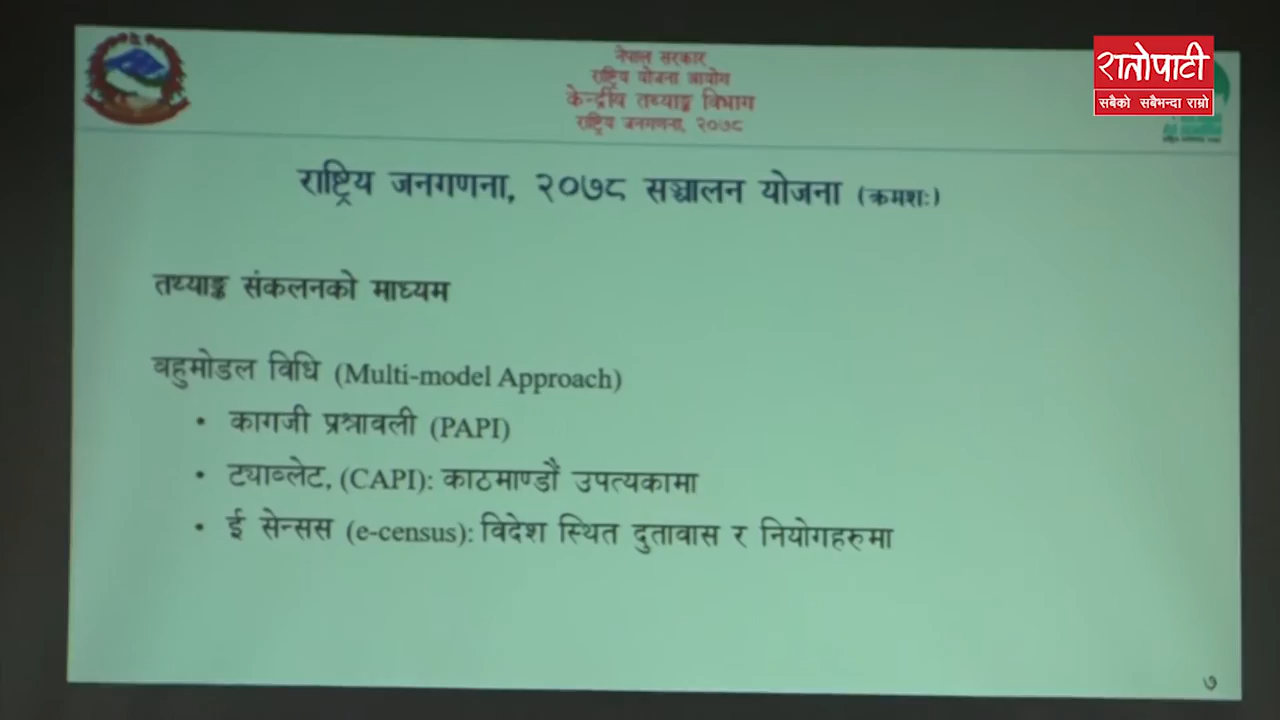 नेपाल सरकार
राष्ट्रिय योजना आयोग
केन्द्रीय तथ्याङ्क विभाग
राष्ट्रिय जनगणना, २०७८
रातोपाटी
सबैको सबैभन्दा राम्रो
राष्ट्रिय जनगणना, २०७८ सञ्चालन योजना (क्रमशः)
तथ्याङ्क संकलनको माध्यम
बहुमोडल विधि (Multi-model Approach)
• कागजी प्रश्नावली (PAPI)
• ट्याब्लेट, (CAPI): काठमाण्डौं उपत्यकामा
• ई सेन्सस (e-census): विदेश स्थित दुतावास र नियोगहरुमा
७